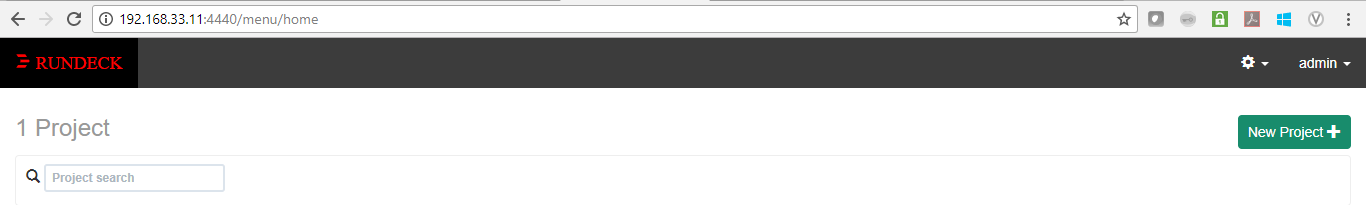 192.168.33.11:4440/menu/home
RUNDECK
admin
1 Project
New Project
Project search